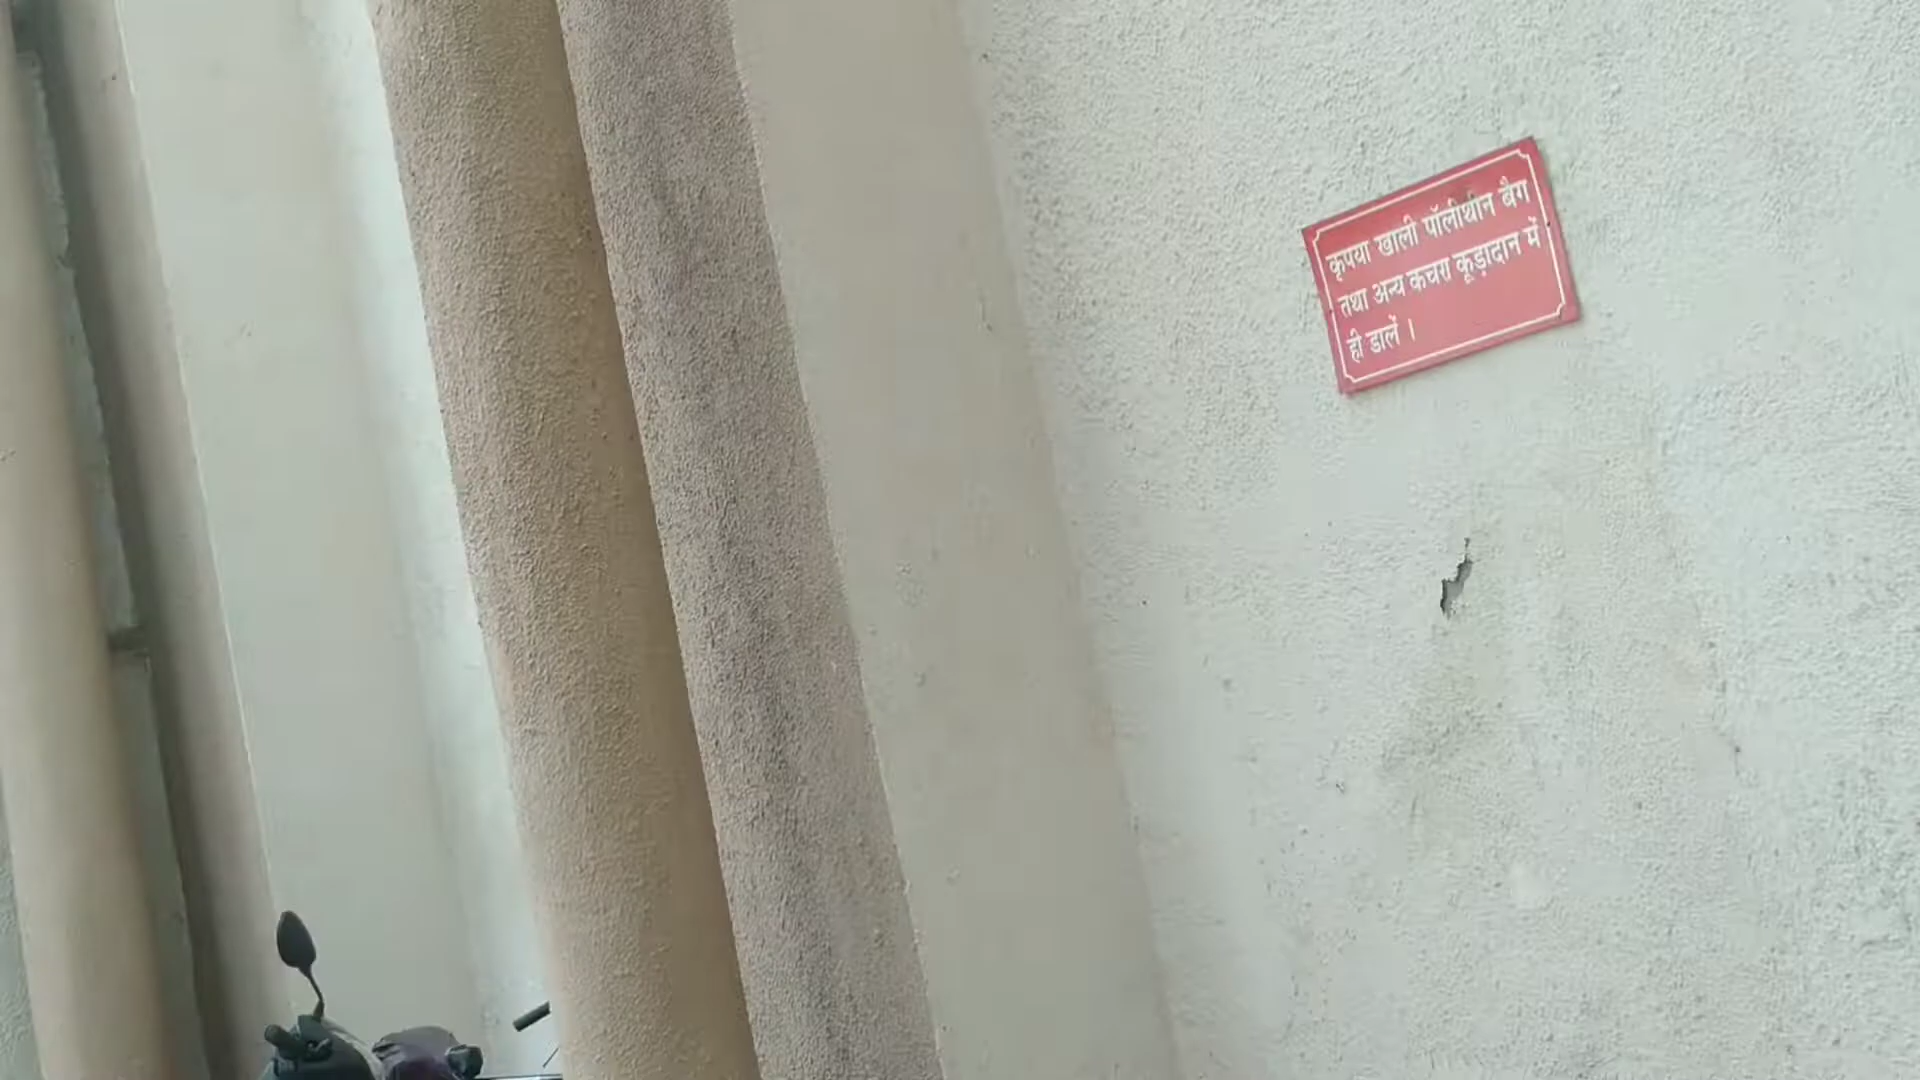 कृपया खाली पॉलीथीन बैग
तथा अन्य कचरा कूड़ादान में
ही डालें ।